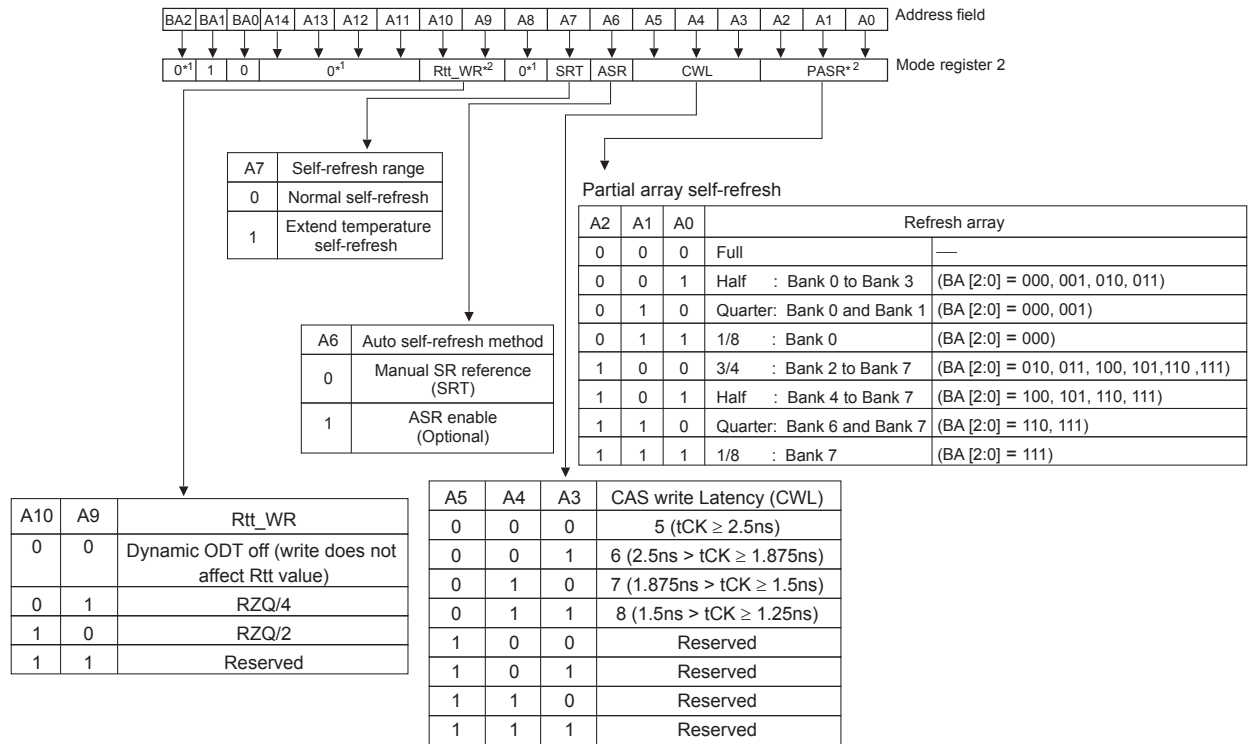 BA2 BA1 BA0 A14 A13 A12 A11 A10 A9 A8 A7 A6 A5 A4 A3 A2 A1 A0 Address field
0*1 1 0 0*1 Rtt_WR*2 0*1 SRT ASR CWL PASR*2 Mode register 2
A7 Self-refresh range
0 Normal self-refresh
1 Extend temperature
self-refresh
Partial array self-refresh
A2 A1 A0 Refresh array
0 0 0 Full —
0 0 1 Half : Bank 0 to Bank 3 (BA [2:0] = 000, 001, 010, 011)
0 1 0 Quarter: Bank 0 and Bank 1 (BA [2:0] = 000, 001)
0 1 1 1/8 : Bank 0 (BA [2:0] = 000)
1 0 0 3/4 : Bank 2 to Bank 7 (BA [2:0] = 010, 011, 100, 101,110 ,111)
1 0 1 Half : Bank 4 to Bank 7 (BA [2:0] = 100, 101, 110, 111)
1 1 0 Quarter: Bank 6 and Bank 7 (BA [2:0] = 110, 111)
1 1 1 1/8 : Bank 7 (BA [2:0] = 111)
A6 Auto self-refresh method
0 Manual SR reference
(SRT)
1 ASR enable
(Optional)
A10 A9 Rtt_WR
0 0 Dynamic ODT off (write does not
affect Rtt value)
0 1 RZQ/4
1 0 RZQ/2
1 1 Reserved
A5 A4 A3 CAS write Latency (CWL)
0 0 0 5 (tCK ≥ 2.5ns)
0 0 1 6 (2.5ns > tCK ≥ 1.875ns)
0 1 0 7 (1.875ns > tCK ≥ 1.5ns)
0 1 1 8 (1.5ns > tCK ≥ 1.25ns)
1 0 0 Reserved
1 0 1 Reserved
1 1 0 Reserved
1 1 1 Reserved